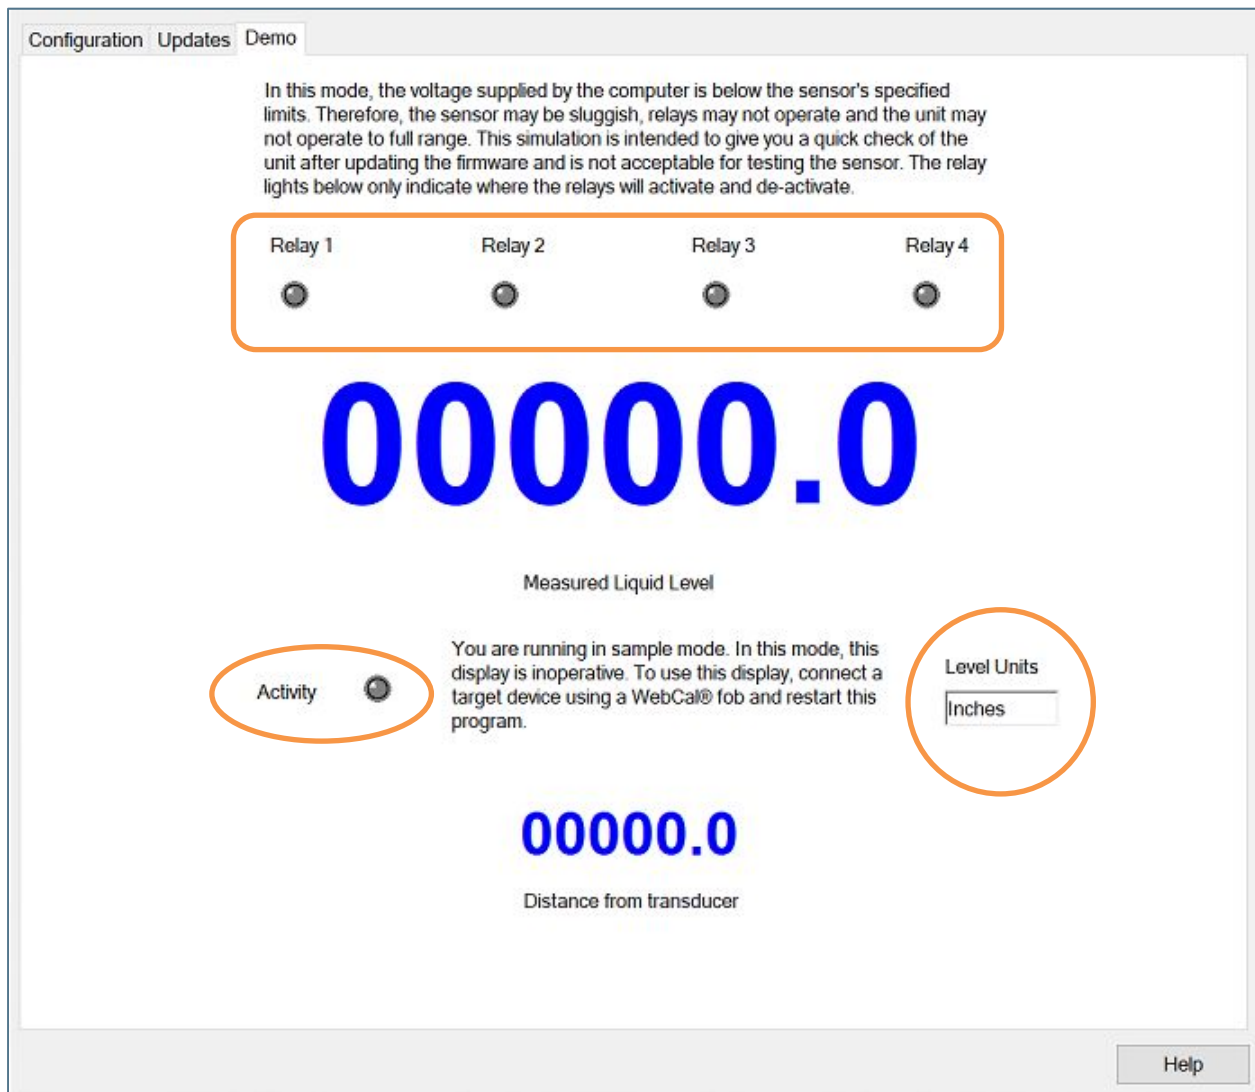 Configuration Updates Demo
In this mode, the voltage supplied by the computer is below the sensor's specified
limits. Therefore, the sensor may be sluggish, relays may not operate and the unit may
not operate to full range. This simulation is intended to give you a quick check of the
unit after updating the firmware and is not acceptable for testing the sensor. The relay
lights below only indicate where the relays will activate and de-activate.
Relay 1 Relay 2 Relay 3 Relay 4
00000.0
Measured Liquid Level
Activity
You are running in sample mode. In this mode, this
display is inoperative. To use this display, connect a
target device using a WebCal® fob and restart this
program.
Level Units
Inches
00000.0
Distance from transducer
Help